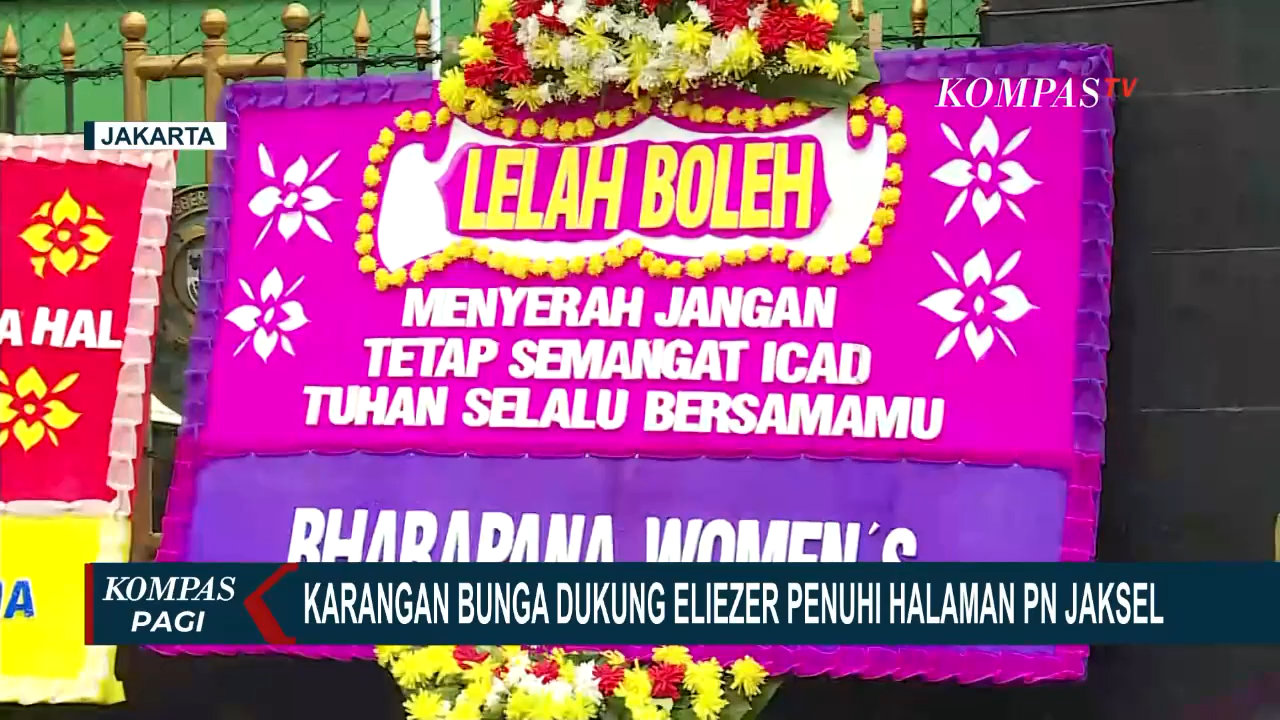 KOMPASTV
JAKARTA
LELAH BOLEH
MENYERAH JANGAN
TETAP SEMANGAT ICAD
TUHAN SELALU BERSAMAMU
A HAL
BHARAPANA WOMEN´S
DA
KOMPAS
PAGI
KARANGAN BUNGA DUKUNG ELIEZER PENUHI HALAMAN PN JAKSEL